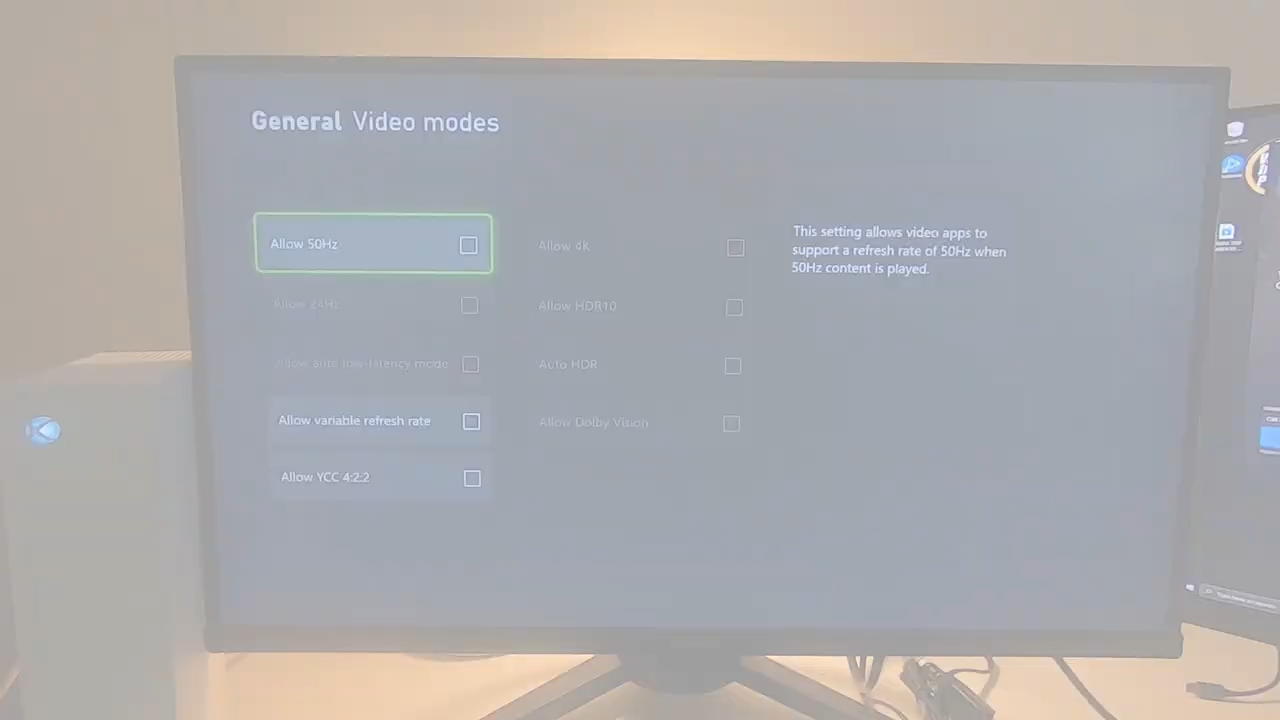 General Video modes
Allow 50Hz
Allow 24Hz
Allow auto low-latency mode
Allow variable refresh rate
Allow YCC 4:2:2
Allow 4K
Allow HDR10
Auto HDR
Allow Dolby Vision
This setting allows video apps to
support a refresh rate of 50Hz when
50Hz content is played.